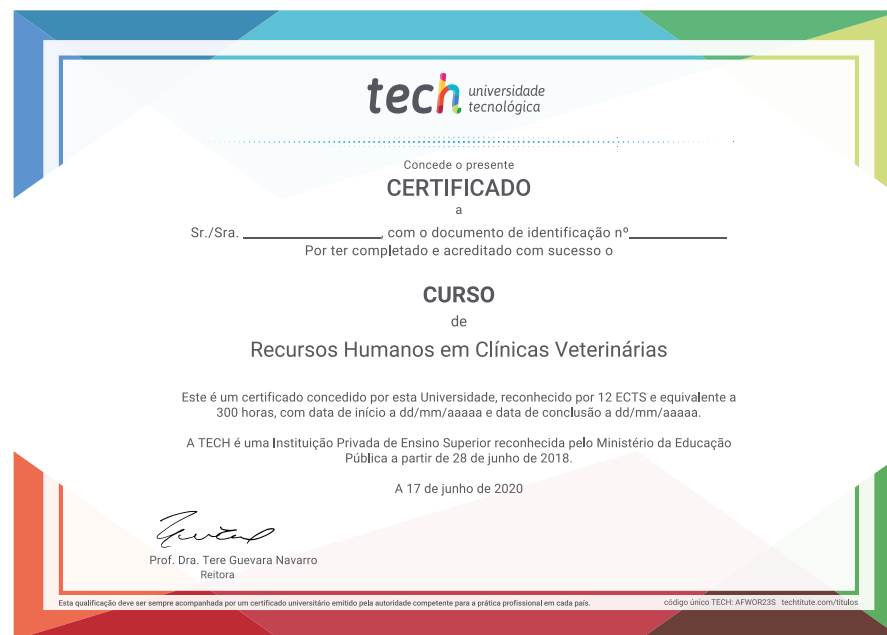 tech universidade
tecnológica
Concede o presente
CERTIFICADO
a
Sr./Sra. ____________________, com o documento de identificação nº______________
Por ter completado e acreditado com sucesso o
CURSO
de
Recursos Humanos em Clínicas Veterinárias
Este é um certificado concedido por esta Universidade, reconhecido por 12 ECTS e equivalente a
300 horas, com data de início a dd/mm/aaaaa e data de conclusão a dd/mm/aaaaa.
A TECH é uma Instituição Privada de Ensino Superior reconhecida pelo Ministério da Educação
Pública a partir de 28 de junho de 2018.
A 17 de junho de 2020
Prof. Dra. Tere Guevara Navarro
Reitora
Esta qualificação deve ser sempre acompanhada por um certificado universitário emitido pela autoridade competente para a prática profissional em cada país. código único TECH: AFWOR23S techtitute.com/titulos